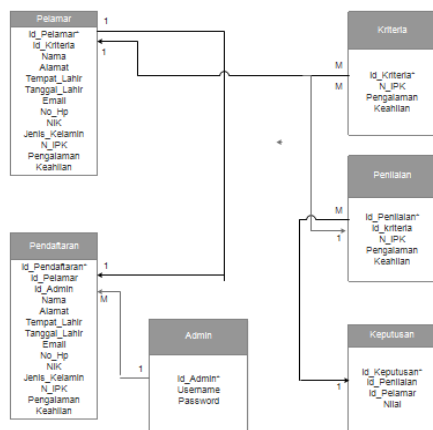 Pelamar
Id_Pelamar*
Id_Kriteria
Nama
Alamat
Tempat_Lahir
Tanggal_Lahir
Email
No_Hp
NIK
Jenis_Kelamin
N_IPK
Pengalaman
Keahlian
1
1
Kriteria
Id_Kriteria*
N_IPK
Pengalaman
Keahlian
M
M
Penilaian
Id_Penilaian*
Id_kriteria
N_IPK
Pengalaman
Keahlian
M
1
Pendaftaran
Id_Pendaftaran*
Id_Pelamar
Id_Admin
Nama
Alamat
Tempat_Lahir
Tanggal_Lahir
Email
No_Hp
NIK
Jenis_Kelamin
N_IPK
Pengalaman
Keahlian
1
M
Admin
Id_Admin*
Username
Password
1
Keputusan
Id_Keputusan*
Id_Penilaian
Id_Pelamar
Nilai
1